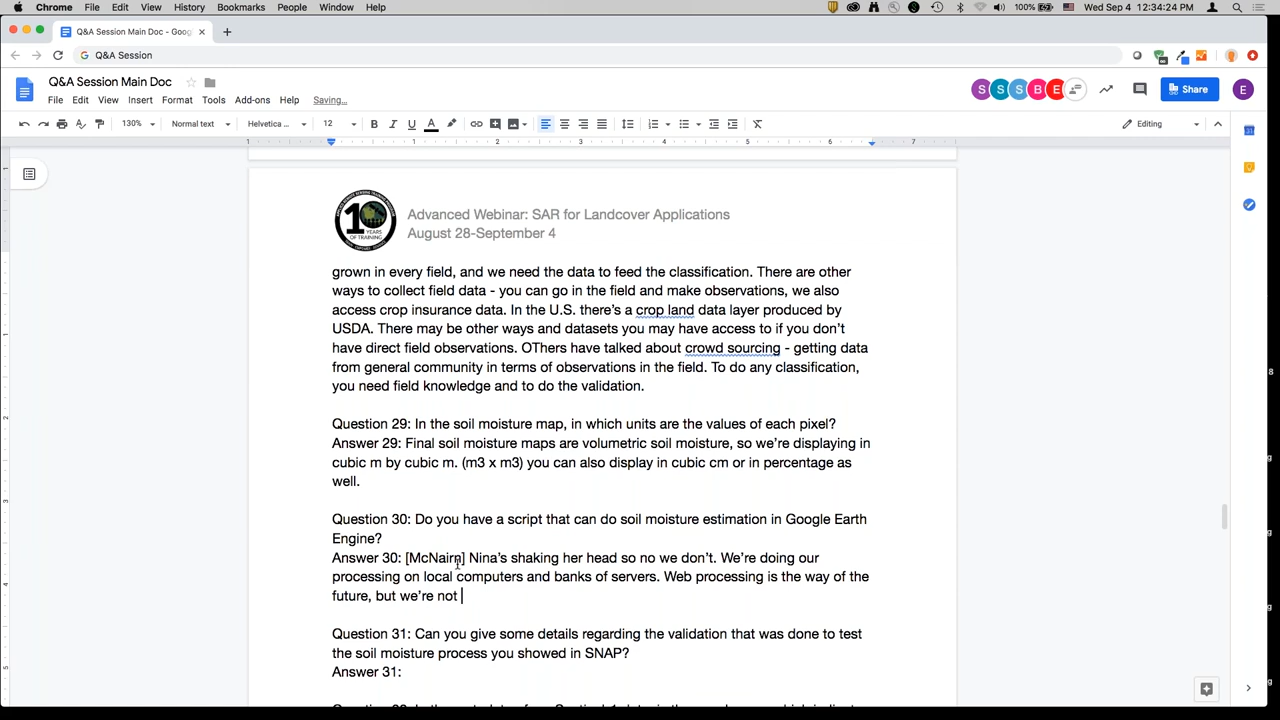 Chrome File Edit View History Bookmarks People Window Help 100% Wed Sep 4 12:34:24 PM
Q&A Session Main Doc - Goog
Q&A Session
Q&A Session Main Doc
File Edit View Insert Format Tools Add-ons Help Saving...
S S S B E Share E
130% Normal text Helvetica ... 12 B I U A Editing
1 1 2 3 4 5 6 7
10 YEARS OF TRAINING
Advanced Webinar: SAR for Landcover Applications
August 28-September 4
grown in every field, and we need the data to feed the classification. There are other
ways to collect field data - you can go in the field and make observations, we also
access crop insurance data. In the U.S. there's a crop land data layer produced by
USDA. There may be other ways and datasets you may have access to if you don't
have direct field observations. OThers have talked about crowd sourcing - getting data
from general community in terms of observations in the field. To do any classification,
you need field knowledge and to do the validation.
Question 29: In the soil moisture map, in which units are the values of each pixel?
Answer 29: Final soil moisture maps are volumetric soil moisture, so we're displaying in
cubic m by cubic m. (m3 x m3) you can also display in cubic cm or in percentage as
well.
Question 30: Do you have a script that can do soil moisture estimation in Google Earth
Engine?
Answer 30: [McNairn] Nina's shaking her head so no we don't. We're doing our
processing on local computers and banks of servers. Web processing is the way of the
future, but we're not
Question 31: Can you give some details regarding the validation that was done to test
the soil moisture process you showed in SNAP?
Answer 31: